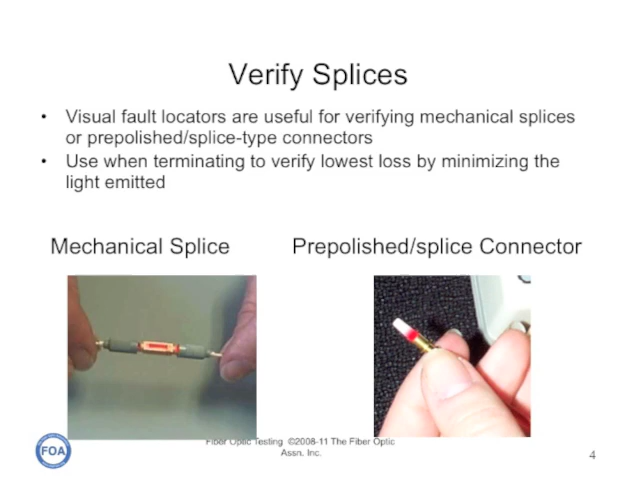 Verify Splices
• Visual fault locators are useful for verifying mechanical splices
or prepolished/splice-type connectors
• Use when terminating to verify lowest loss by minimizing the
light emitted
Mechanical Splice
Prepolished/splice Connector
Fiber Optic Testing ©2008-11 The Fiber Optic
Assn. Inc.
FOA
4